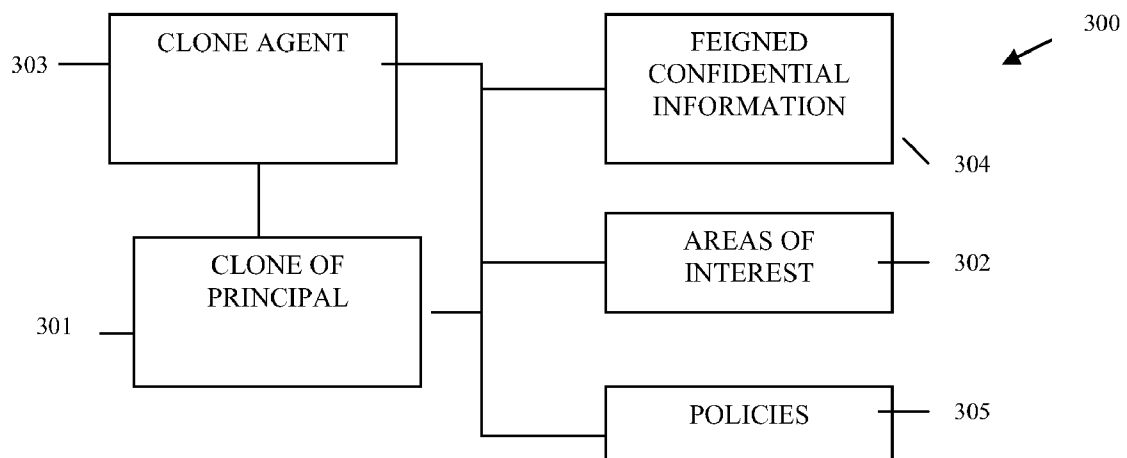 CLONE AGENT
303
FEIGNED
CONFIDENTIAL
INFORMATION
300
304
CLONE OF
PRINCIPAL
301
AREAS OF
INTEREST
302
POLICIES
305